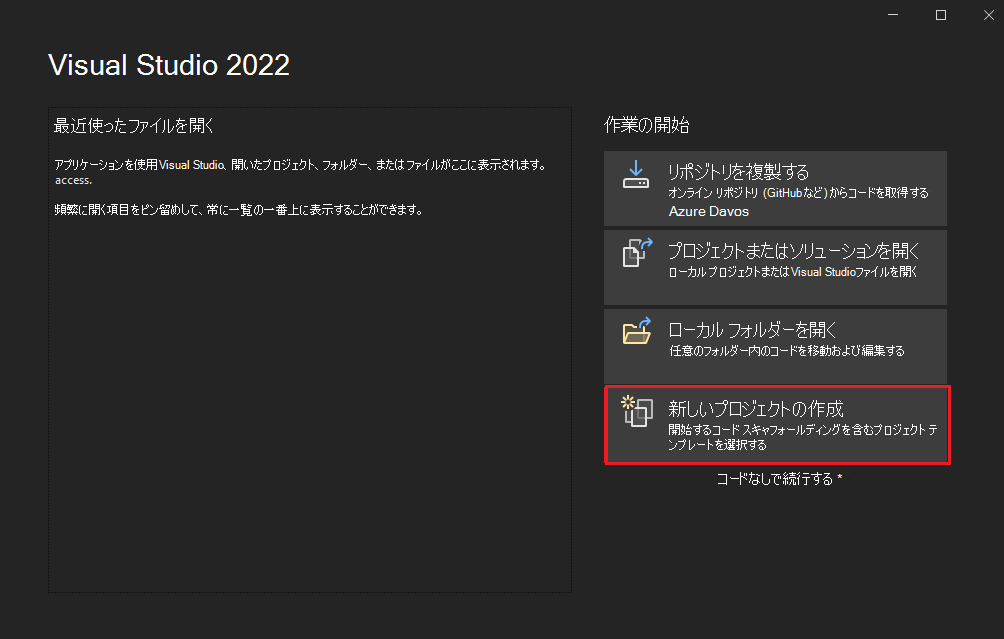 Visual Studio 2022
最近使ったファイルを開く
アプリケーションを使用Visual Studio、開いたプロジェクト、フォルダー、またはファイルがここに表示されます。
access.
頻繁に開く項目をピン留めして、常に一覧の一番上に表示することができます。
作業の開始
リポジトリを複製する
オンライン リポジトリ (GitHubなど)からコードを取得する
Azure Davos
プロジェクトまたはソリューションを開く
ローカル プロジェクトまたはVisual Studioファイルを開く
ローカル フォルダーを開く
任意のフォルダー内のコードを移動および編集する
新しいプロジェクトの作成
開始するコード スキャフォールディングを含むプロジェクト テ
ンプレートを選択する
コードなしで続行する *